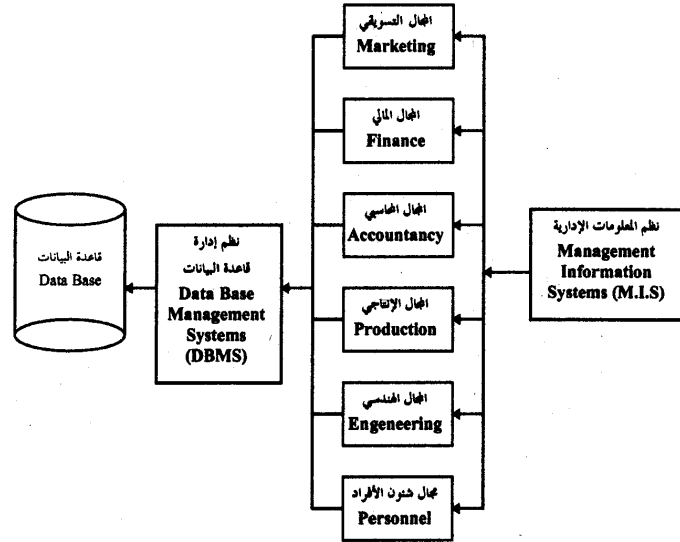 المجال التسويقي
Marketing
المجال المالي
Finance
المجال المحاسبي
Accountancy
المجال الإنتاجي
Production
المجال الهندسي
Engeneering
مجال شئون الأفراد
Personnel
نظم المعلومات الإدارية
Management
Information
Systems (M.I.S)
نظم إدارة
قاعدة البيانات
Data Base
Management
Systems
(DBMS)
قاعدة البيانات
Data Base